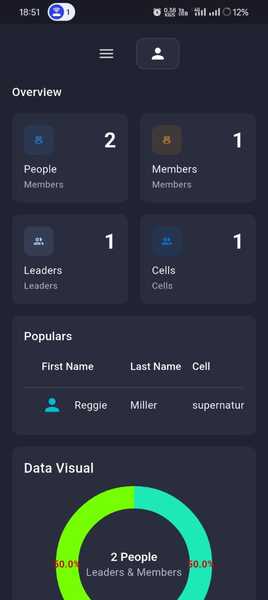 18:51
1
0.58
KB/S
4G
12%
Overview
2
People
Members
1
Members
Members
1
Leaders
Leaders
1
Cells
Cells
Populars
First Name Last Name Cell
Reggie Miller supernatur
Data Visual
2 People
50.0% 50.0%
Leaders & Members